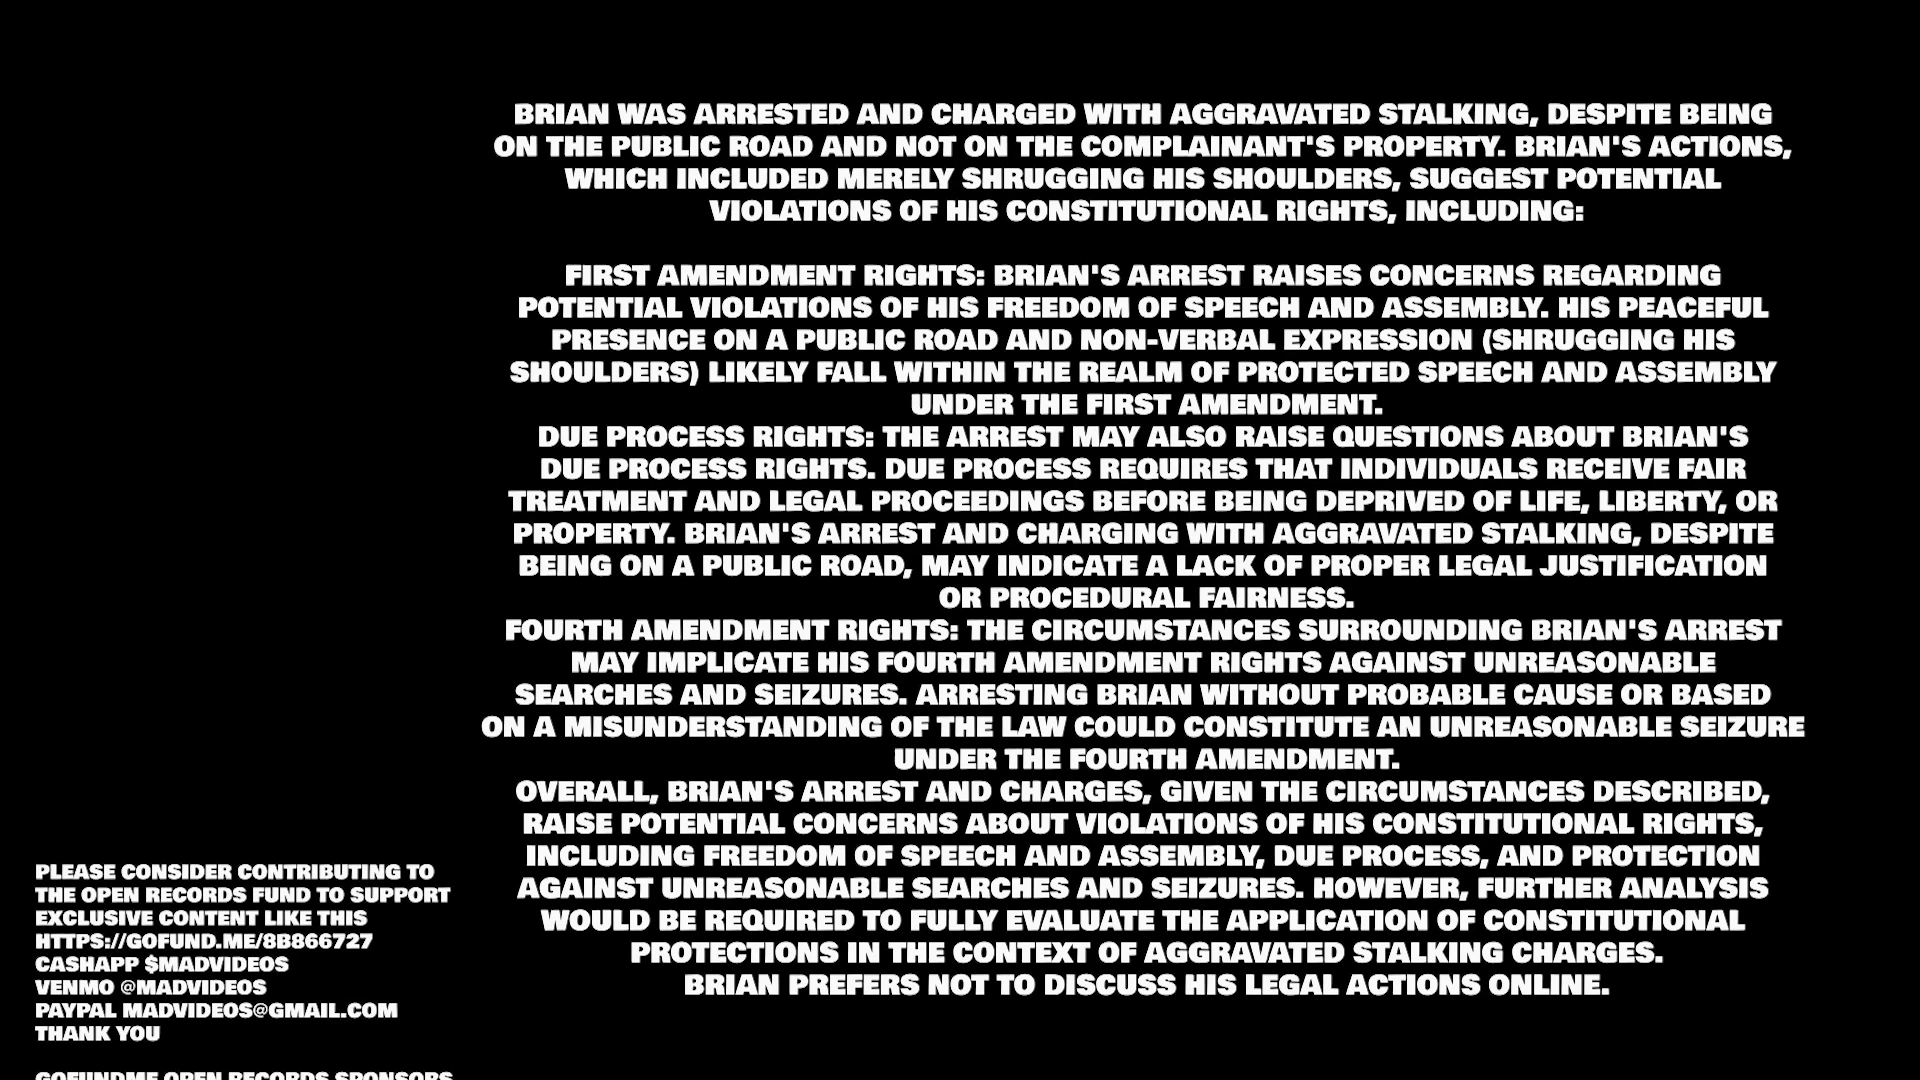 BRIAN WAS ARRESTED AND CHARGED WITH AGGRAVATED STALKING, DESPITE BEING
ON THE PUBLIC ROAD AND NOT ON THE COMPLAINANT'S PROPERTY. BRIAN'S ACTIONS,
WHICH INCLUDED MERELY SHRUGGING HIS SHOULDERS, SUGGEST POTENTIAL
VIOLATIONS OF HIS CONSTITUTIONAL RIGHTS, INCLUDING:
FIRST AMENDMENT RIGHTS: BRIAN'S ARREST RAISES CONCERNS REGARDING
POTENTIAL VIOLATIONS OF HIS FREEDOM OF SPEECH AND ASSEMBLY. HIS PEACEFUL
PRESENCE ON A PUBLIC ROAD AND NON-VERBAL EXPRESSION (SHRUGGING HIS
SHOULDERS) LIKELY FALL WITHIN THE REALM OF PROTECTED SPEECH AND ASSEMBLY
UNDER THE FIRST AMENDMENT.
DUE PROCESS RIGHTS: THE ARREST MAY ALSO RAISE QUESTIONS ABOUT BRIAN'S
DUE PROCESS RIGHTS. DUE PROCESS REQUIRES THAT INDIVIDUALS RECEIVE FAIR
TREATMENT AND LEGAL PROCEEDINGS BEFORE BEING DEPRIVED OF LIFE, LIBERTY, OR
PROPERTY. BRIAN'S ARREST AND CHARGING WITH AGGRAVATED STALKING, DESPITE
BEING ON A PUBLIC ROAD, MAY INDICATE A LACK OF PROPER LEGAL JUSTIFICATION
OR PROCEDURAL FAIRNESS.
FOURTH AMENDMENT RIGHTS: THE CIRCUMSTANCES SURROUNDING BRIAN'S ARREST
MAY IMPLICATE HIS FOURTH AMENDMENT RIGHTS AGAINST UNREASONABLE
SEARCHES AND SEIZURES. ARRESTING BRIAN WITHOUT PROBABLE CAUSE OR BASED
ON A MISUNDERSTANDING OF THE LAW COULD CONSTITUTE AN UNREASONABLE SEIZURE
UNDER THE FOURTH AMENDMENT.
OVERALL, BRIAN'S ARREST AND CHARGES, GIVEN THE CIRCUMSTANCES DESCRIBED,
RAISE POTENTIAL CONCERNS ABOUT VIOLATIONS OF HIS CONSTITUTIONAL RIGHTS,
INCLUDING FREEDOM OF SPEECH AND ASSEMBLY, DUE PROCESS, AND PROTECTION
AGAINST UNREASONABLE SEARCHES AND SEIZURES. HOWEVER, FURTHER ANALYSIS
WOULD BE REQUIRED TO FULLY EVALUATE THE APPLICATION OF CONSTITUTIONAL
PROTECTIONS IN THE CONTEXT OF AGGRAVATED STALKING CHARGES.
BRIAN PREFERS NOT TO DISCUSS HIS LEGAL ACTIONS ONLINE.
PLEASE CONSIDER CONTRIBUTING TO
THE OPEN RECORDS FUND TO SUPPORT
EXCLUSIVE CONTENT LIKE THIS
HTTPS://GOFUND.ME/8B866727
CASHAPP $MADVIDEOS
VENMO @MADVIDEOS
PAYPAL MADVIDEOS@GMAIL.COM
THANK YOU
GOFUNDME OPEN RECORDS SPONSORS